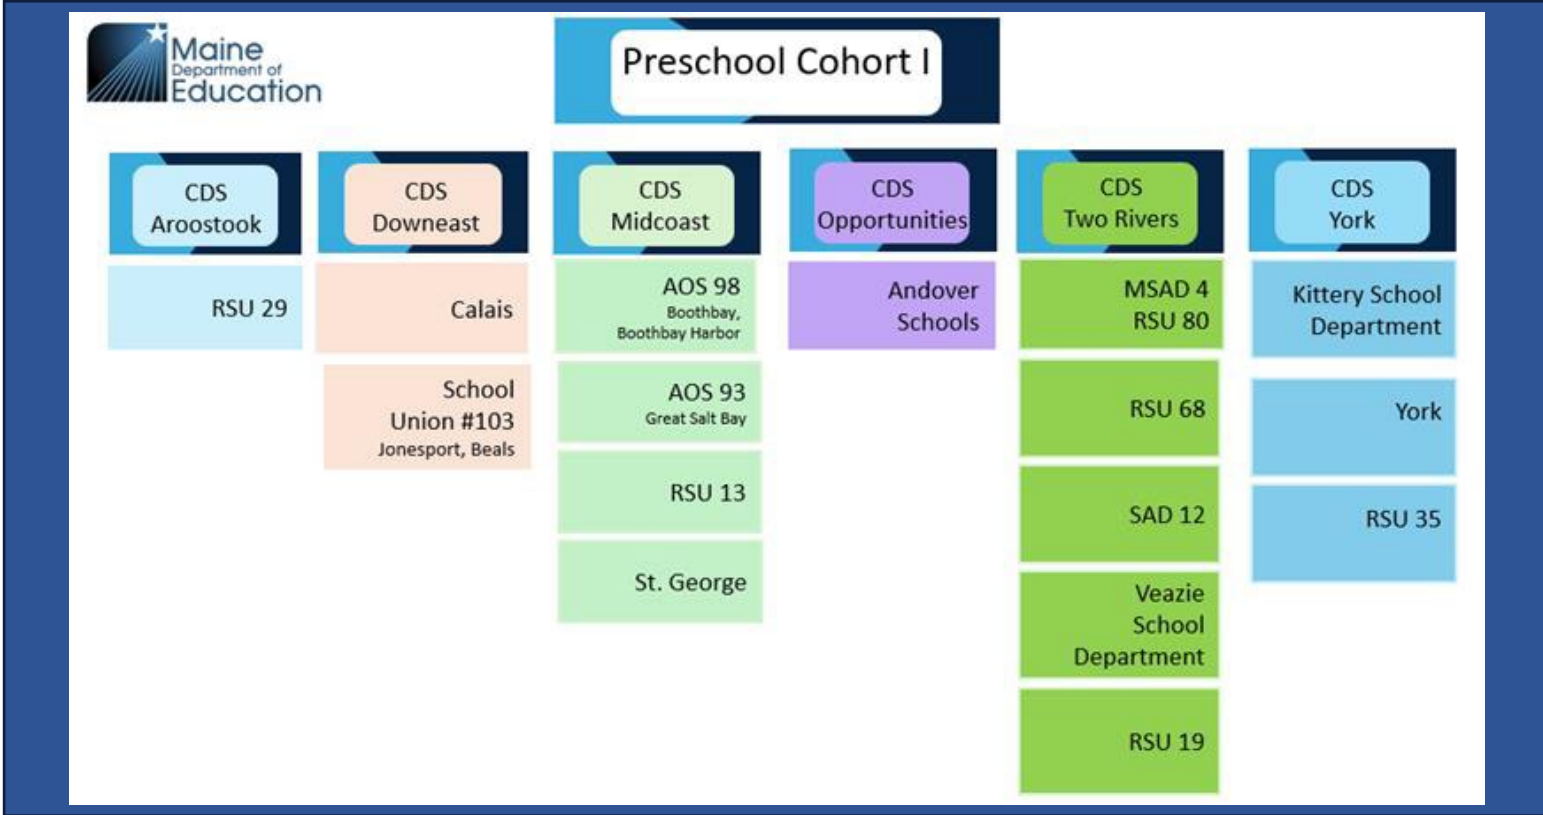 Maine
Department of
Education
Preschool Cohort I
CDS
Aroostook
RSU 29
CDS
Downeast
Calais
School
Union #103
Jonesport, Beals
CDS
Midcoast
AOS 98
Boothbay,
Boothbay Harbor
AOS 93
Great Salt Bay
RSU 13
St. George
CDS
Opportunities
Andover
Schools
CDS
Two Rivers
MSAD 4
RSU 80
RSU 68
SAD 12
Veazie
School
Department
RSU 19
CDS
York
Kittery School
Department
York
RSU 35